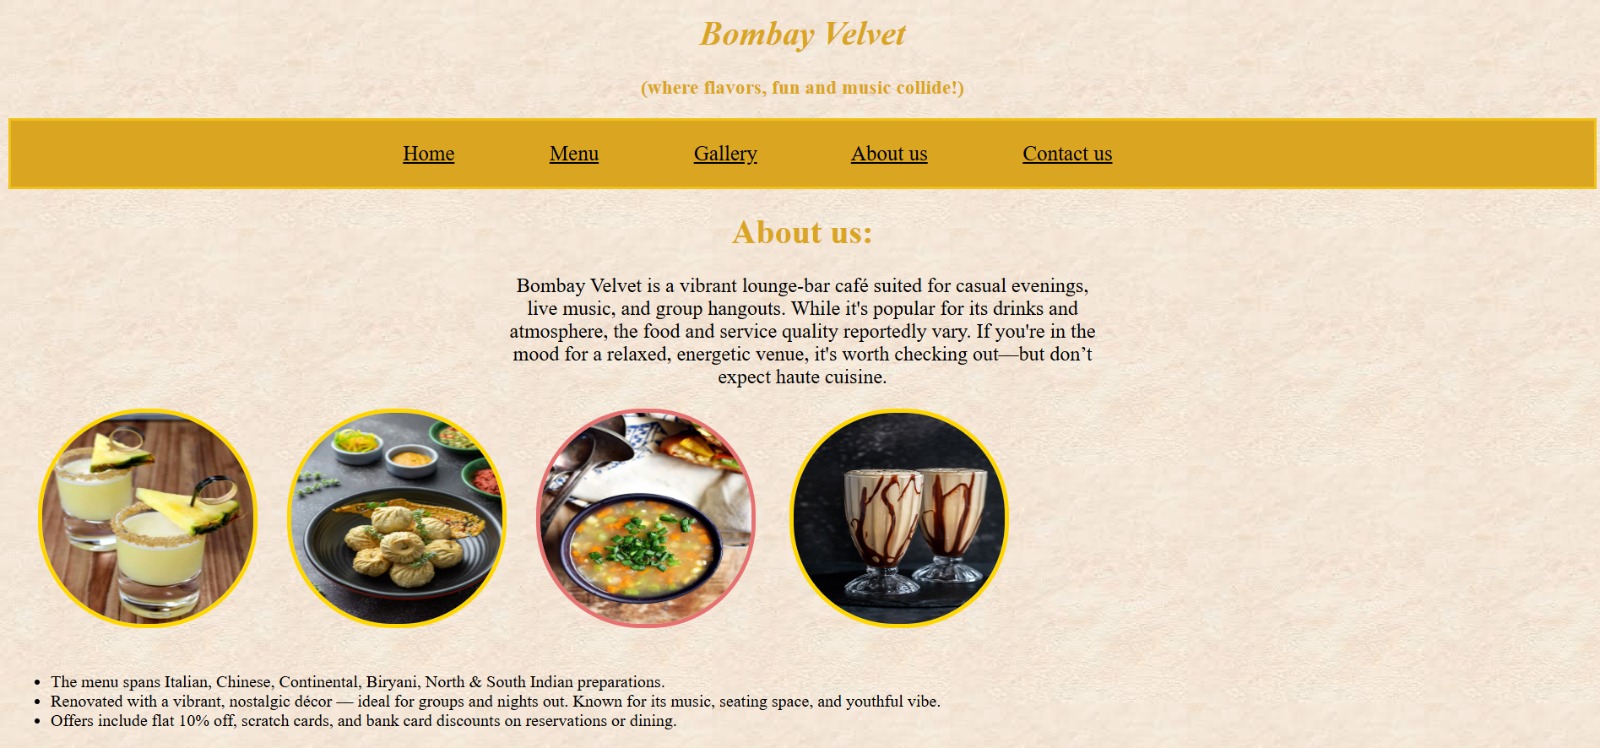 Bombay Velvet
(where flavors, fun and music collide!)
Home Menu Gallery About us Contact us
About us:
Bombay Velvet is a vibrant lounge-bar café suited for casual evenings,
live music, and group hangouts. While it's popular for its drinks and
atmosphere, the food and service quality reportedly vary. If you're in the
mood for a relaxed, energetic venue, it's worth checking out—but don’t
expect haute cuisine.
• The menu spans Italian, Chinese, Continental, Biryani, North & South Indian preparations.
• Renovated with a vibrant, nostalgic décor — ideal for groups and nights out. Known for its music, seating space, and youthful vibe.
• Offers include flat 10% off, scratch cards, and bank card discounts on reservations or dining.